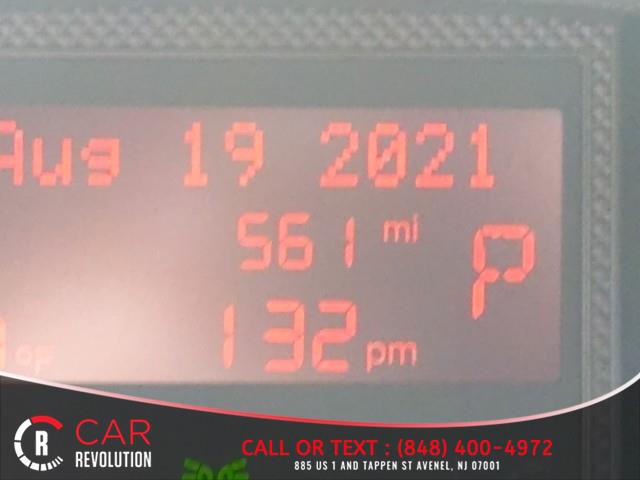 Aug 19 2021
561 mi
P
132 pm
CAR
REVOLUTION
R
CALL OR TEXT : (848) 400-4972
885 US 1 AND TAPPEN ST AVENEL, NJ 07001